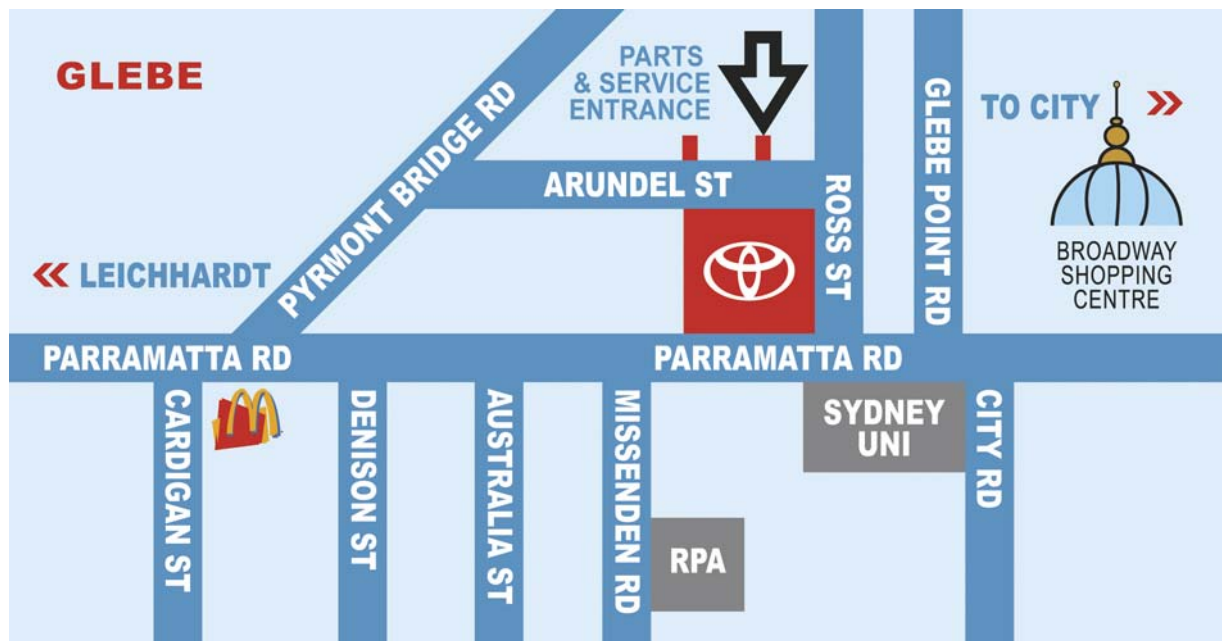 GLEBE
PYRMONT BRIDGE RD
PARTS
& SERVICE
ENTRANCE
ARUNDEL ST
ROSS ST
GLEBE POINT RD
TO CITY
BROADWAY
SHOPPING
CENTRE
LEICHHARDT
PARRAMATTA RD
PARRAMATTA RD
CARDIGAN ST
DENISON ST
AUSTRALIA ST
MISSENDEN RD
RPA
SYDNEY
UNI
CITY RD